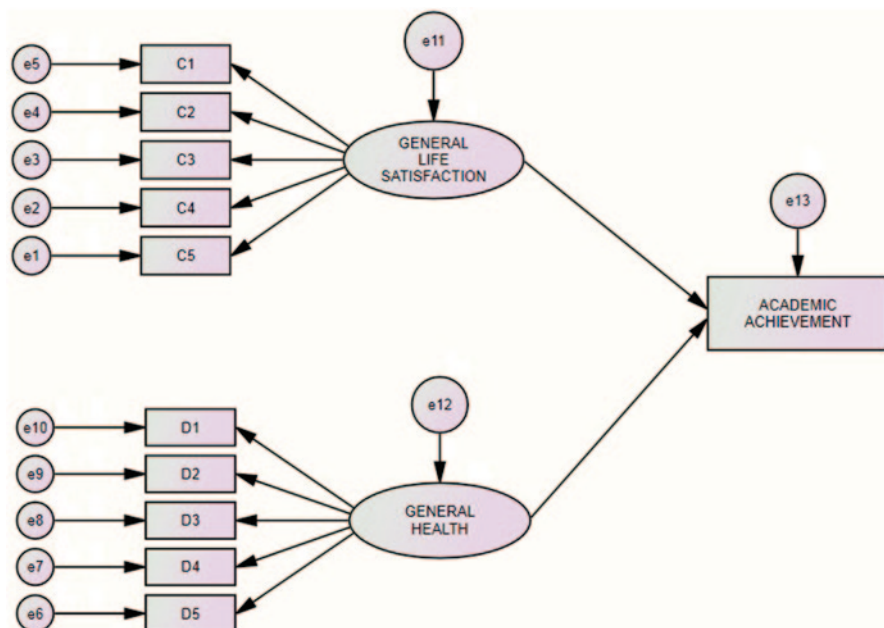 e11
e5
C1
e4
C2
e3
C3
e2
C4
e1
C5
GENERAL
LIFE
SATISFACTION
e13
ACADEMIC
ACHIEVEMENT
e12
e10
D1
e9
D2
e8
D3
e7
D4
e6
D5
GENERAL
HEALTH